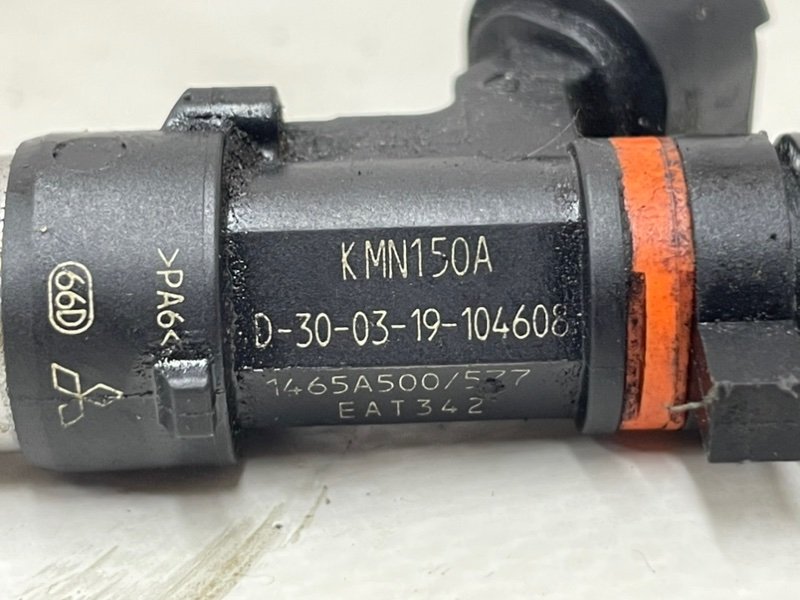 KMN150A
D-30-03-19-104608
1465A500/577
EAT342
66D
>PA6<